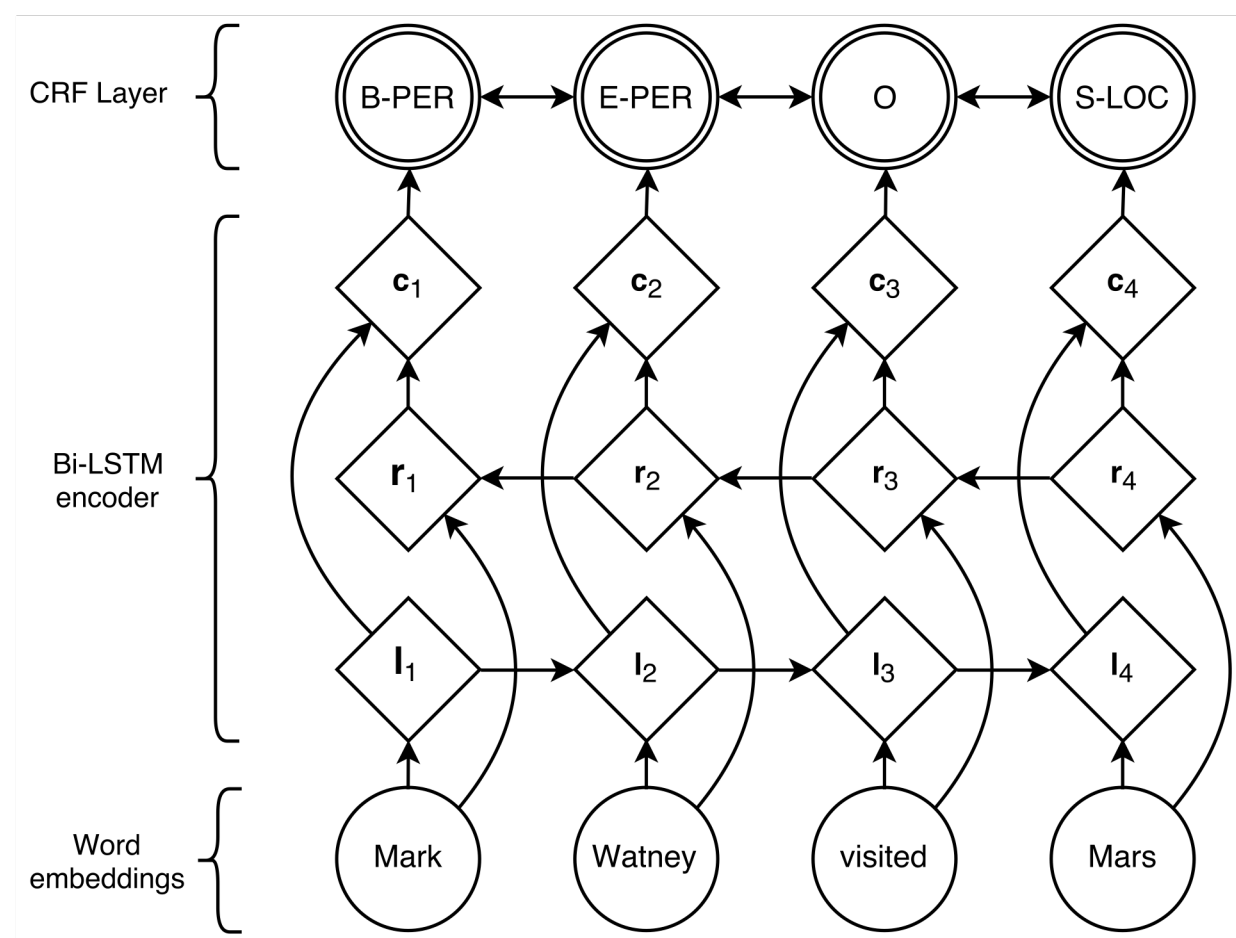 CRF Layer
B-PER
E-PER
O
S-LOC
c1
c2
c3
c4
Bi-LSTM
encoder
r1
r2
r3
r4
l1
l2
l3
l4
Word
embeddings
Mark
Watney
visited
Mars